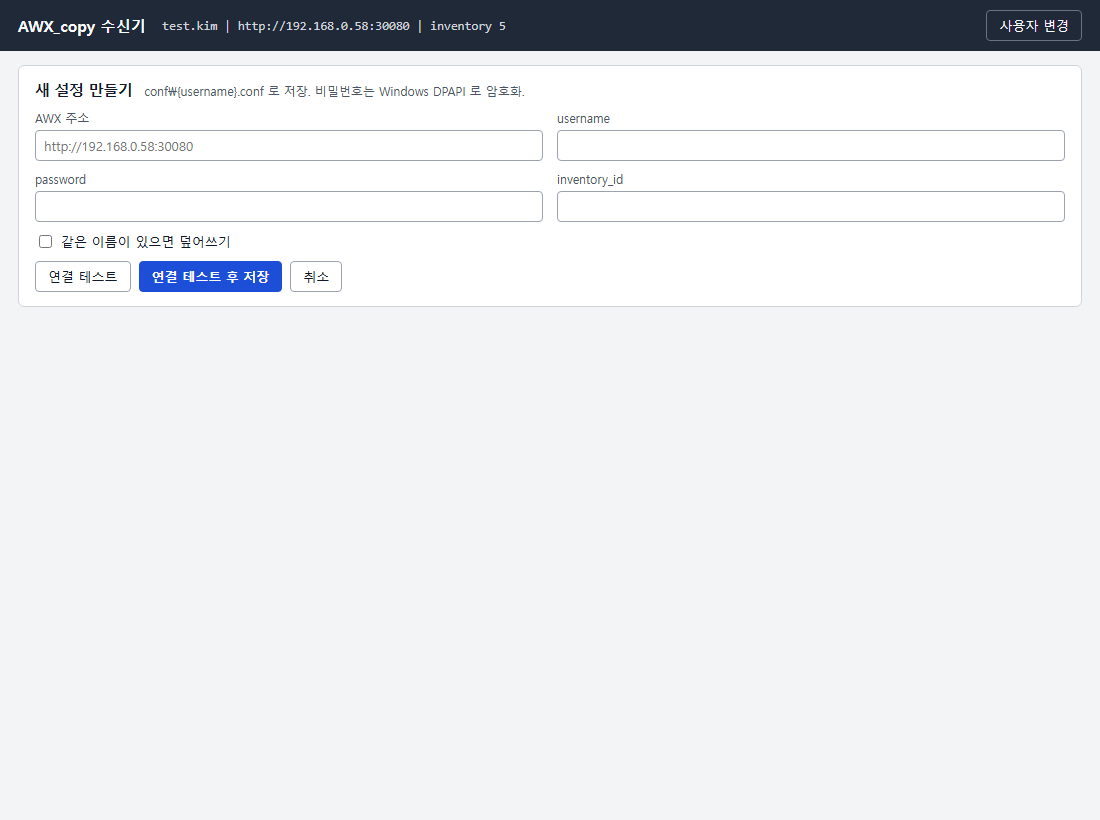 AWX_copy 수신기 test.kim | http://192.168.0.58:30080 | inventory 5 사용자 변경
새 설정 만들기 conf₩{username}.conf 로 저장. 비밀번호는 Windows DPAPI 로 암호화.
AWX 주소 username
http://192.168.0.58:30080
password inventory_id
같은 이름이 있으면 덮어쓰기
연결 테스트 연결 테스트 후 저장 취소